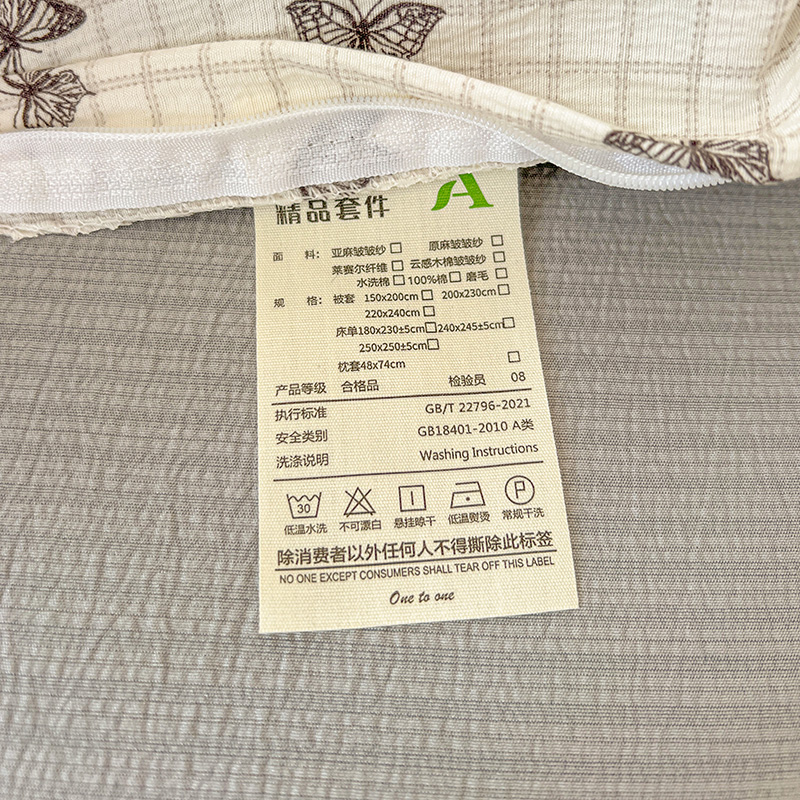 精品套件 A
面 料: 亚麻皱皱纱 □ 原麻皱皱纱 □
莱赛尔纤维 □ 云感木棉皱皱纱 □
水洗棉 □ 100%棉 □ 磨毛 □
规 格: 被套 150x200cm □ 200x230cm □
220x240cm □
床单180x230±5cm □ 240x245±5cm □
250x250±5cm □
枕套48x74cm □
产品等级 合格品 检验员 08
执行标准 GB/T 22796-2021
安全类别 GB18401-2010 A类
洗涤说明 Washing Instructions
30 P
低温水洗 不可漂白 悬挂晾干 低温熨烫 常规干洗
除消费者以外任何人不得撕除此标签
NO ONE EXCEPT CONSUMERS SHALL TEAR OFF THIS LABEL
One to one